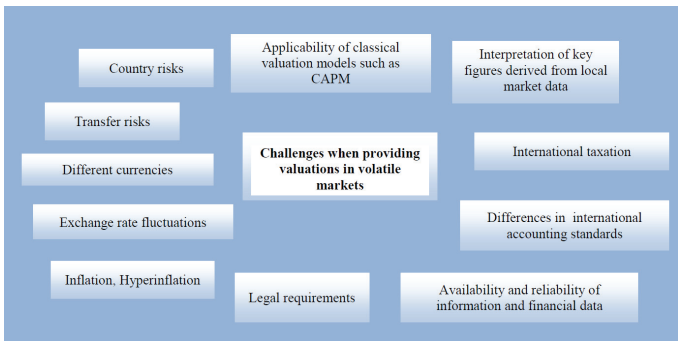 Country risks
Applicability of classical
valuation models such as
CAPM
Interpretation of key
figures derived from local
market data
Transfer risks
Different currencies
Challenges when providing
valuations in volatile
markets
International taxation
Exchange rate fluctuations
Differences in international
accounting standards
Inflation, Hyperinflation
Legal requirements
Availability and reliability of
information and financial data